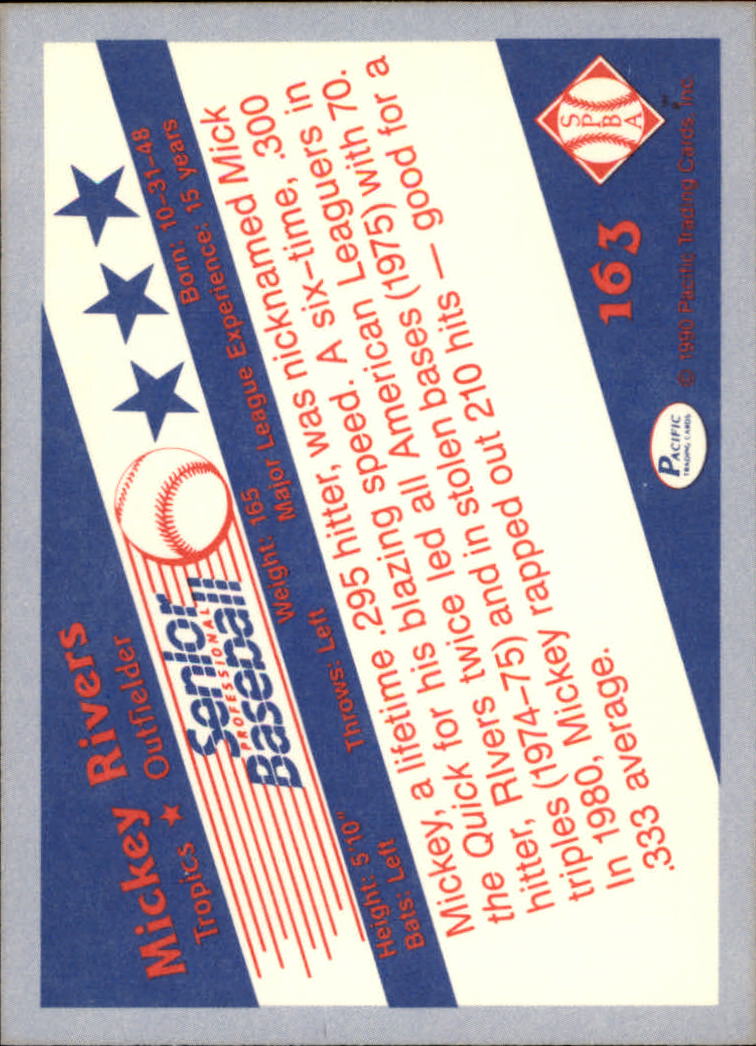 Mickey Rivers
Tropics ★ Outfielder
Senior
PROFESSIONAL
Baseball
Height: 5'10" Weight: 165 Born: 10-31-48
Bats: Left Throws: Left Major League Experience: 15 years
Mickey, a lifetime .295 hitter, was nicknamed Mick
the Quick for his blazing speed. A six-time, .300
hitter, Rivers twice led all American Leaguers in
triples (1974-75) and in stolen bases (1975) with 70.
In 1980, Mickey rapped out 210 hits — good for a
.333 average.
SPBA
TM
163
PACIFIC
TRADING CARDS
© 1990 Pacific Trading Cards, Inc.